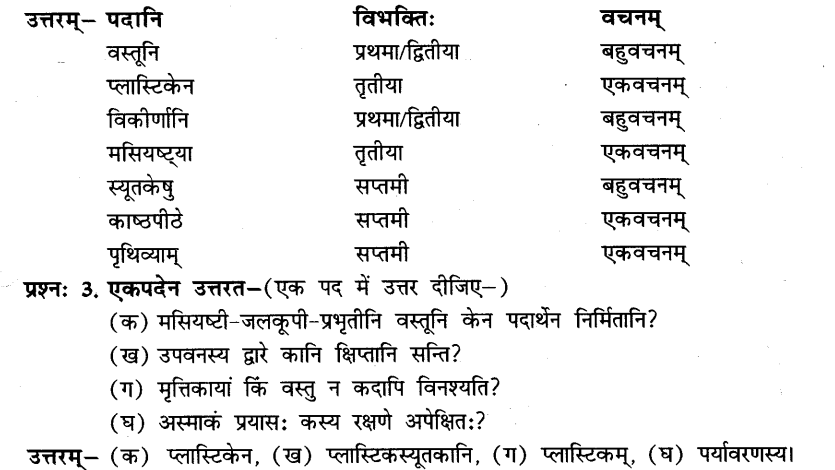 उत्तरम्– पदानि विभक्तिः वचनम्
वस्तूनि प्रथमा/द्वितीया बहुवचनम्
प्लास्टिकेन तृतीया एकवचनम्
विकीर्णानि प्रथमा/द्वितीया बहुवचनम्
मसियष्ट्या तृतीया एकवचनम्
स्यूतकेषु सप्तमी बहुवचनम्
काष्ठपीठे सप्तमी एकवचनम्
पृथिव्याम् सप्तमी एकवचनम्
प्रश्नः 3. एकपदेन उत्तरत–(एक पद में उत्तर दीजिए–)
(क) मसियष्टी-जलकूपी-प्रभृतीनि वस्तूनि केन पदार्थेन निर्मितानि?
(ख) उपवनस्य द्वारे कानि क्षिप्तानि सन्ति?
(ग) मृत्तिकायां किं वस्तु न कदापि विनश्यति?
(घ) अस्माकं प्रयासः कस्य रक्षणे अपेक्षितः?
उत्तरम्– (क) प्लास्टिकेन, (ख) प्लास्टिकस्यूतकानि, (ग) प्लास्टिकम्, (घ) पर्यावरणस्य।